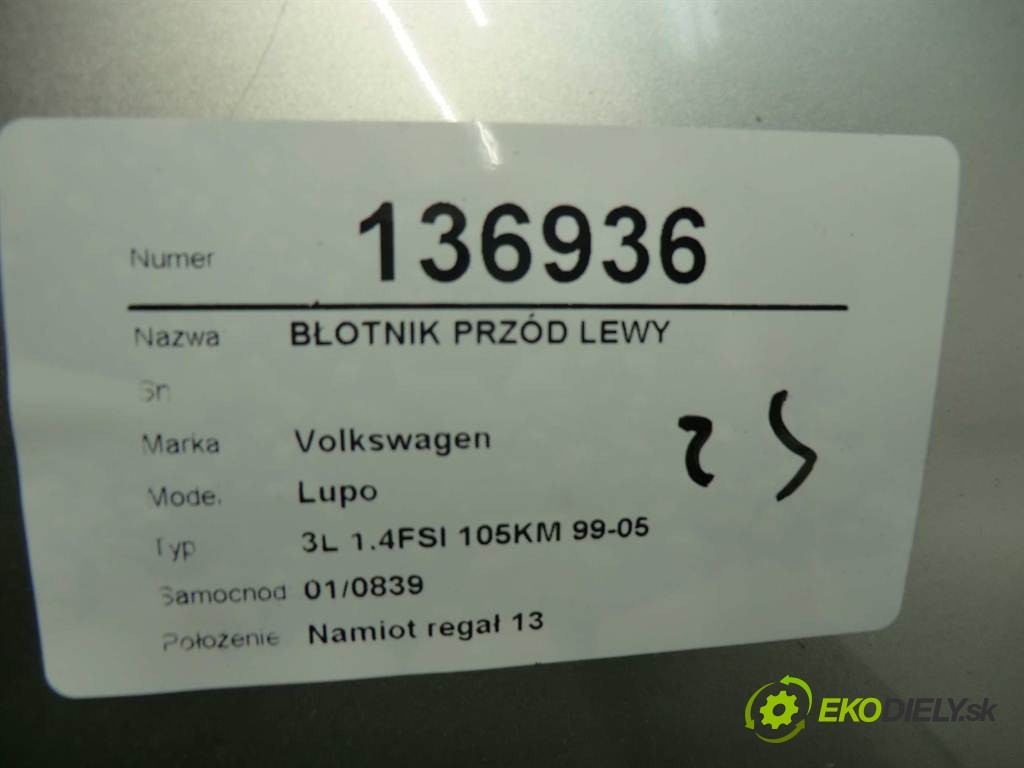 Numer 136936
Nazwa BŁOTNIK PRZÓD LEWY
Sn
Marka Volkswagen
Model Lupo
Typ 3L 1.4FSI 105KM 99-05
Samochod 01/0839
Położenie Namiot regał 13
EKODIELY.sk